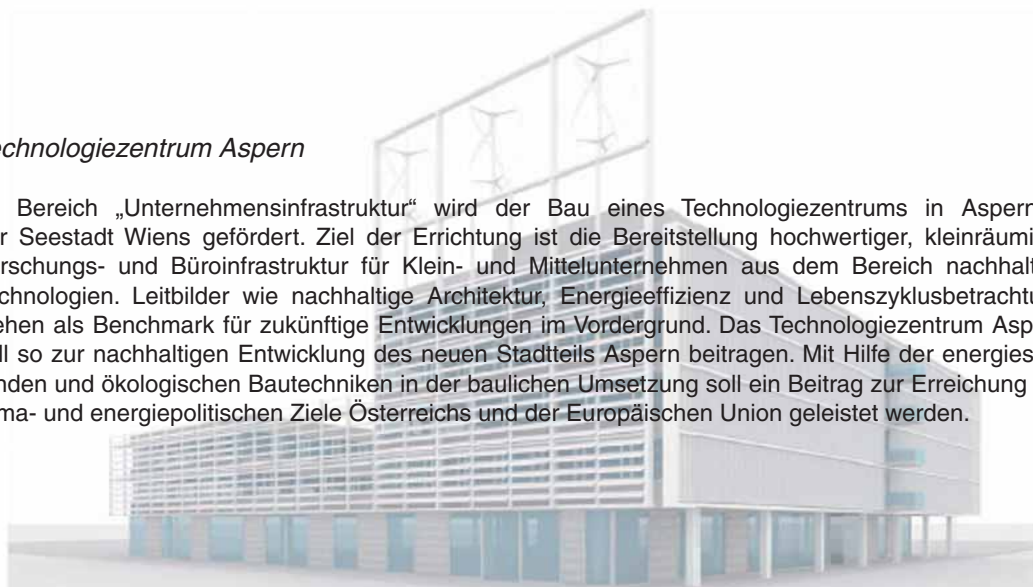 echnologiezentrum Aspern
Bereich „Unternehmensinfrastruktur“ wird der Bau eines Technologiezentrums in Aspern
r Seestadt Wiens gefördert. Ziel der Errichtung ist die Bereitstellung hochwertiger, kleinräumi
rschungs- und Büroinfrastruktur für Klein- und Mittelunternehmen aus dem Bereich nachhalt
chnologien. Leitbilder wie nachhaltige Architektur, Energieeffizienz und Lebenszyklusbetrachtu
ehen als Benchmark für zukünftige Entwicklungen im Vordergrund. Das Technologiezentrum Asp
ll so zur nachhaltigen Entwicklung des neuen Stadtteils Aspern beitragen. Mit Hilfe der energies
nden und ökologischen Bautechniken in der baulichen Umsetzung soll ein Beitrag zur Erreichung
ma- und energiepolitischen Ziele Österreichs und der Europäischen Union geleistet werden.